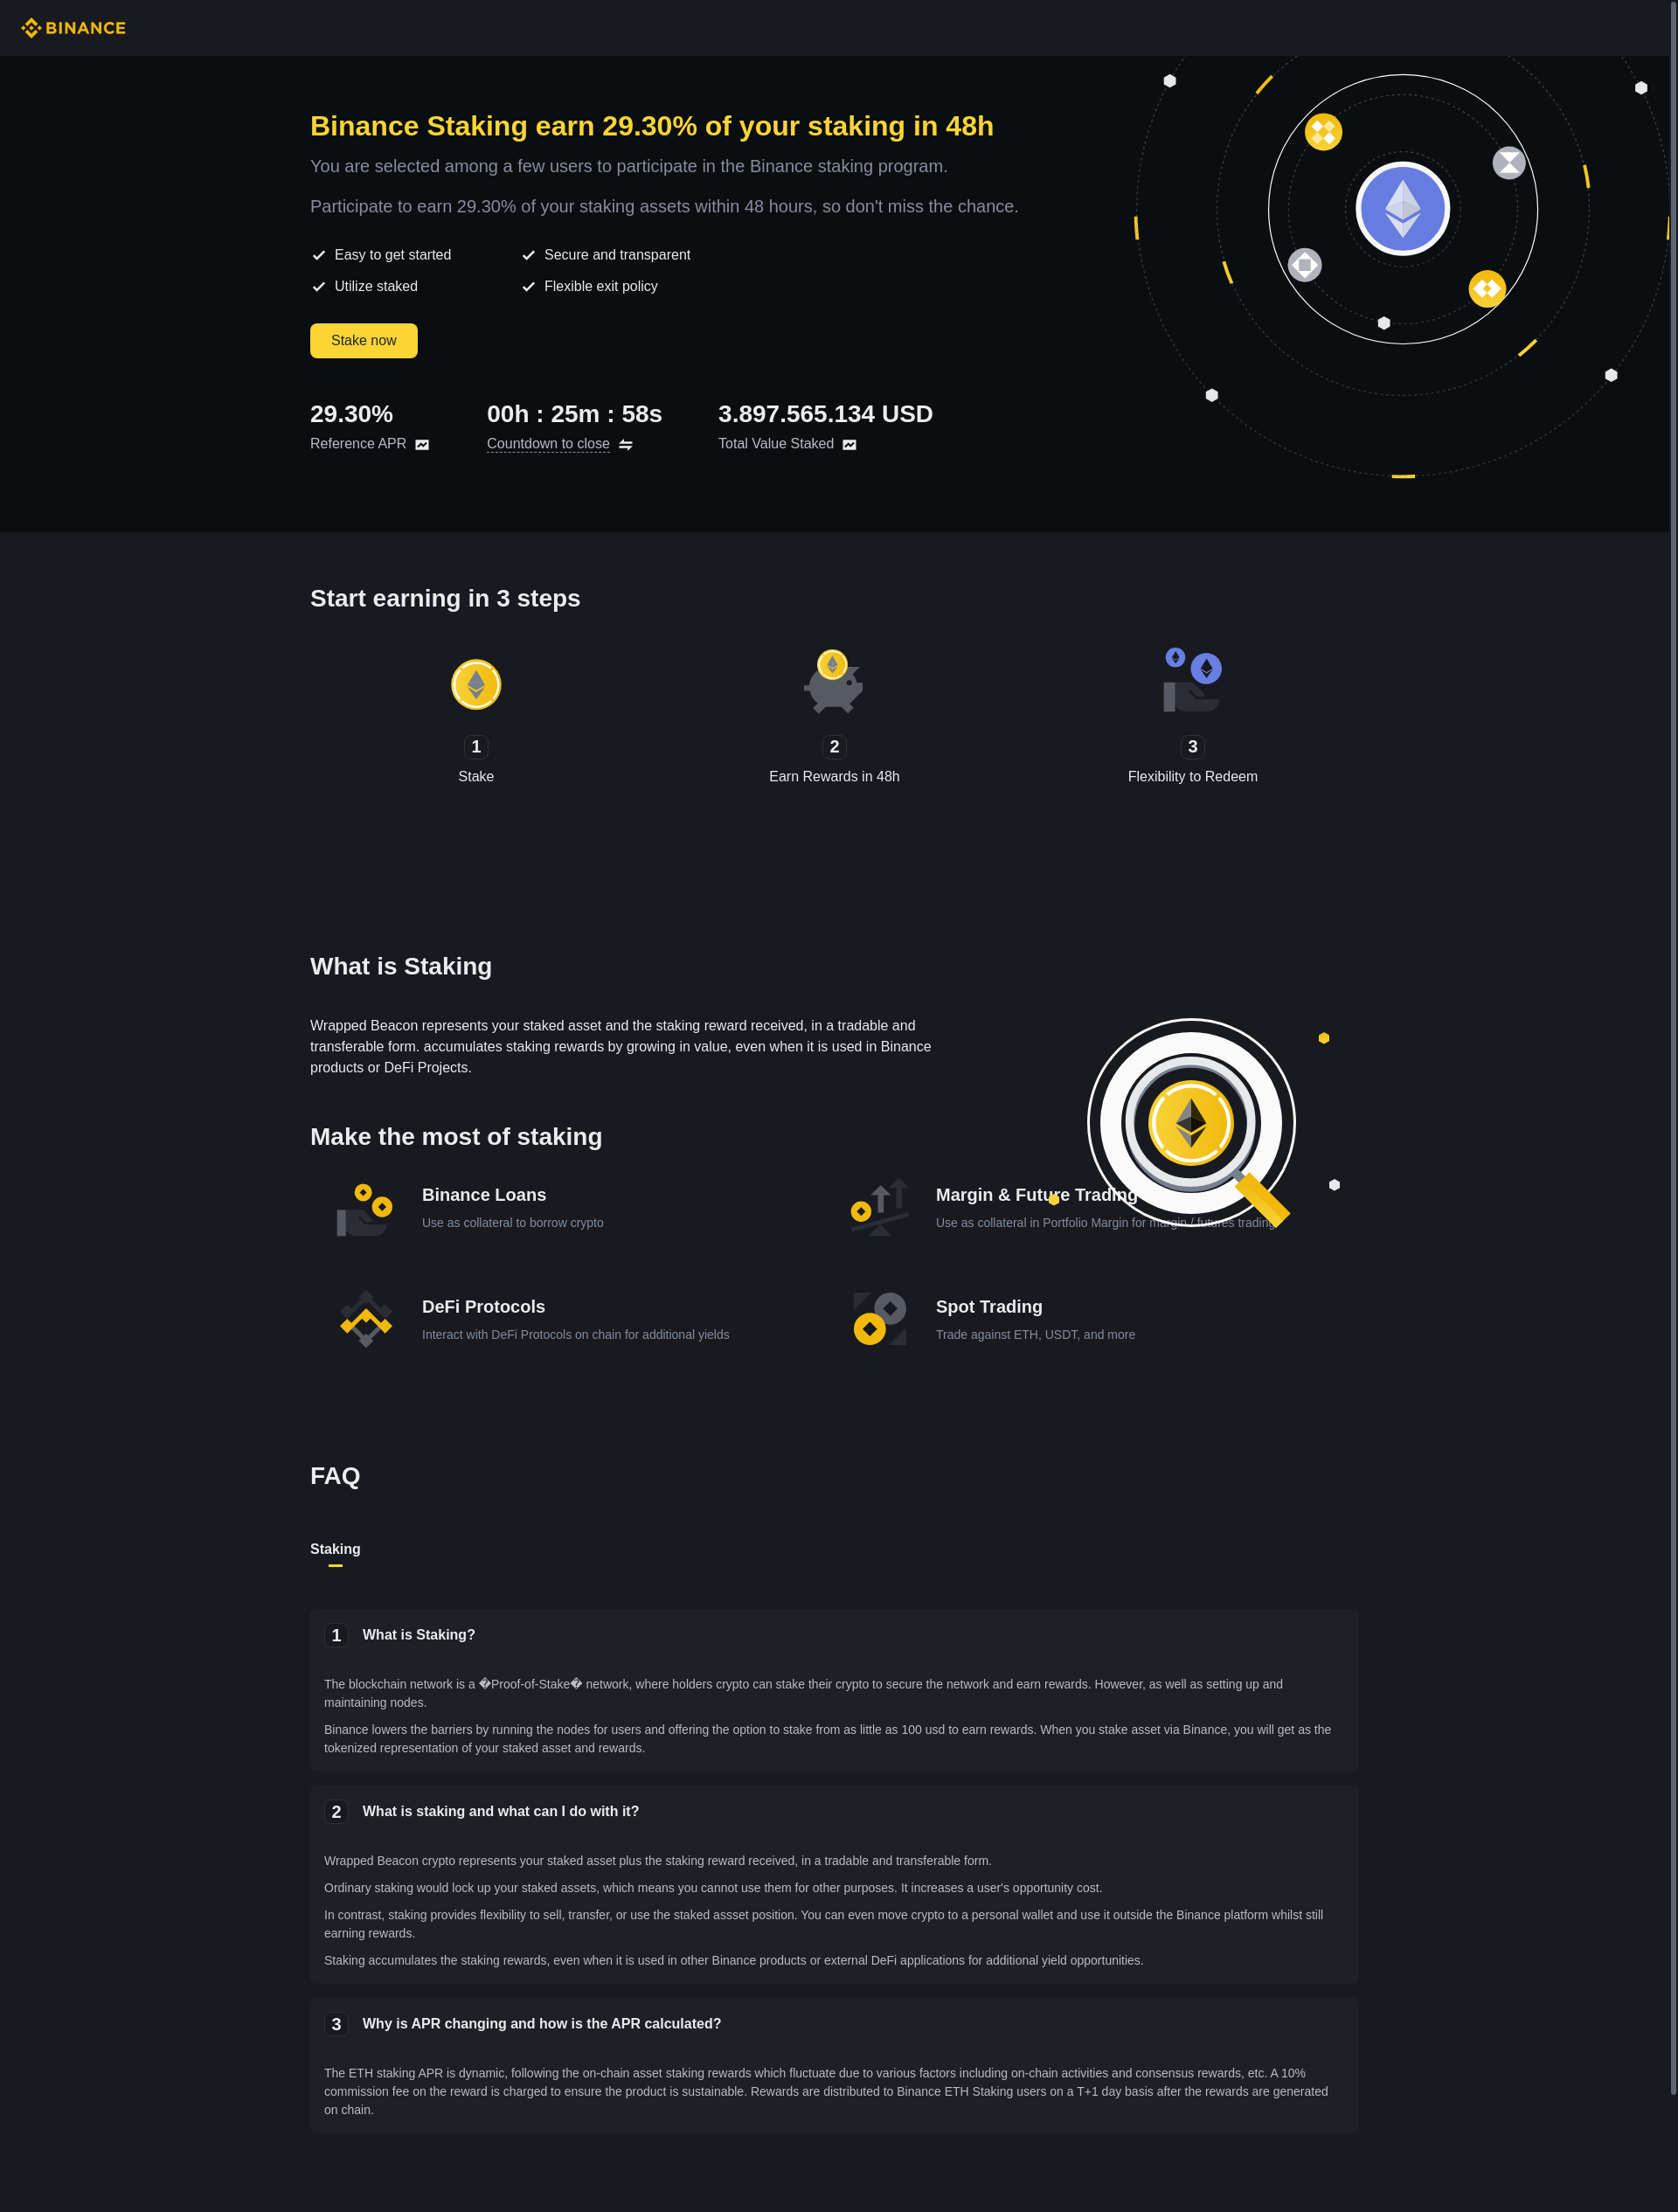 BINANCE
Binance Staking earn 29.30% of your staking in 48h
You are selected among a few users to participate in the Binance staking program.
Participate to earn 29.30% of your staking assets within 48 hours, so don't miss the chance.
Easy to get started
Secure and transparent
Utilize staked
Flexible exit policy
Stake now
29.30%
00h : 25m : 58s
3.897.565.134 USD
Reference APR
Countdown to close
Total Value Staked
Start earning in 3 steps
1
2
3
Stake
Earn Rewards in 48h
Flexibility to Redeem
What is Staking
Wrapped Beacon represents your staked asset and the staking reward received, in a tradable and
transferable form. accumulates staking rewards by growing in value, even when it is used in Binance
products or DeFi Projects.
Make the most of staking
Binance Loans
Use as collateral to borrow crypto
Margin & Future Trading
Use as collateral in Portfolio Margin for margin / futures trading
DeFi Protocols
Interact with DeFi Protocols on chain for additional yields
Spot Trading
Trade against ETH, USDT, and more
FAQ
Staking
1
What is Staking?
The blockchain network is a �Proof-of-Stake� network, where holders crypto can stake their crypto to secure the network and earn rewards. However, as well as setting up and
maintaining nodes.
Binance lowers the barriers by running the nodes for users and offering the option to stake from as little as 100 usd to earn rewards. When you stake asset via Binance, you will get as the
tokenized representation of your staked asset and rewards.
2
What is staking and what can I do with it?
Wrapped Beacon crypto represents your staked asset plus the staking reward received, in a tradable and transferable form.
Ordinary staking would lock up your staked assets, which means you cannot use them for other purposes. It increases a user's opportunity cost.
In contrast, staking provides flexibility to sell, transfer, or use the staked assset position. You can even move crypto to a personal wallet and use it outside the Binance platform whilst still
earning rewards.
Staking accumulates the staking rewards, even when it is used in other Binance products or external DeFi applications for additional yield opportunities.
3
Why is APR changing and how is the APR calculated?
The ETH staking APR is dynamic, following the on-chain asset staking rewards which fluctuate due to various factors including on-chain activities and consensus rewards, etc. A 10%
commission fee on the reward is charged to ensure the product is sustainable. Rewards are distributed to Binance ETH Staking users on a T+1 day basis after the rewards are generated
on chain.